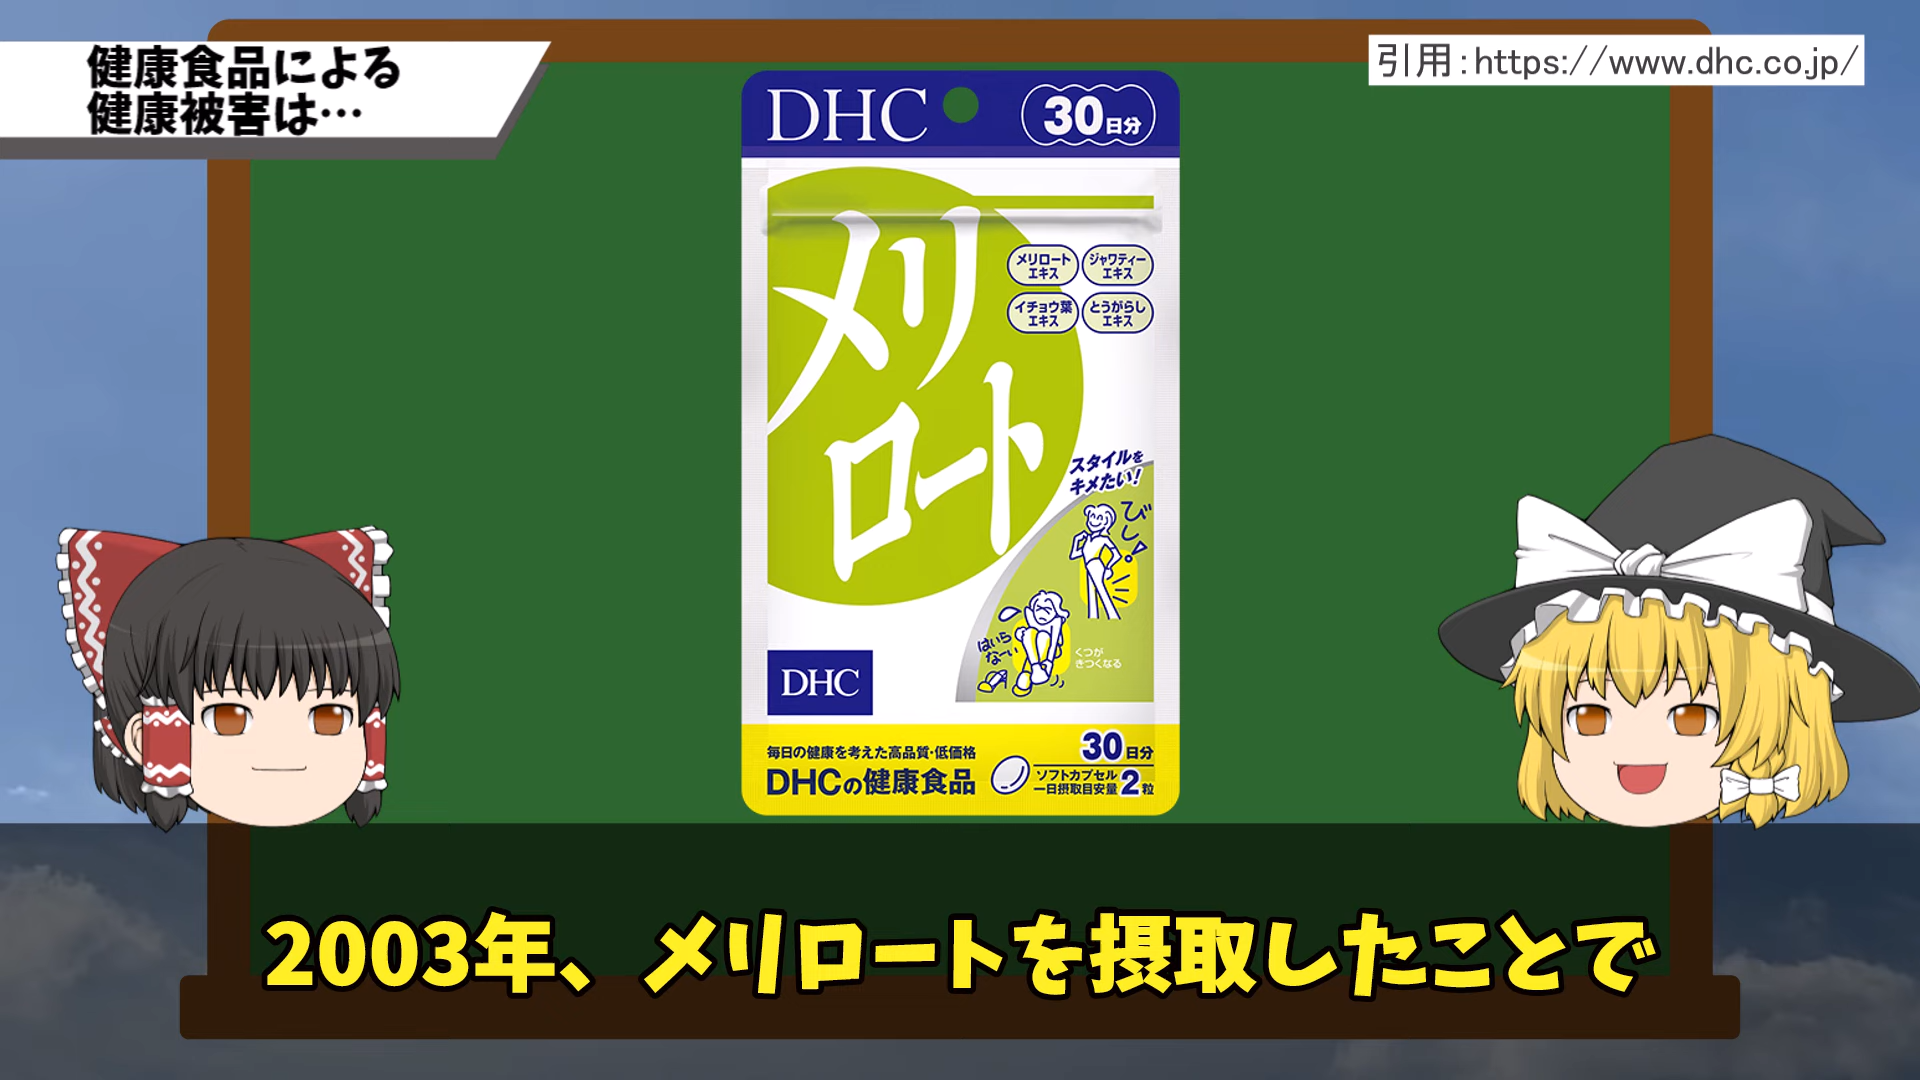 健康食品による
健康被害は…
引用：https://www.dhc.co.jp/
DHC
30日分
メリロート
メリロート
エキス
ジャワティー
エキス
イチョウ葉
エキス
とうがらし
エキス
スタイルを
キメたい！
びしっ！
はいら
なーい
くつが
きつくなる
DHC
毎日の健康を考えた高品質・低価格
DHCの健康食品
30日分
ソフトカプセル
一日摂取目安量2粒
2003年、メリロートを摂取したことで